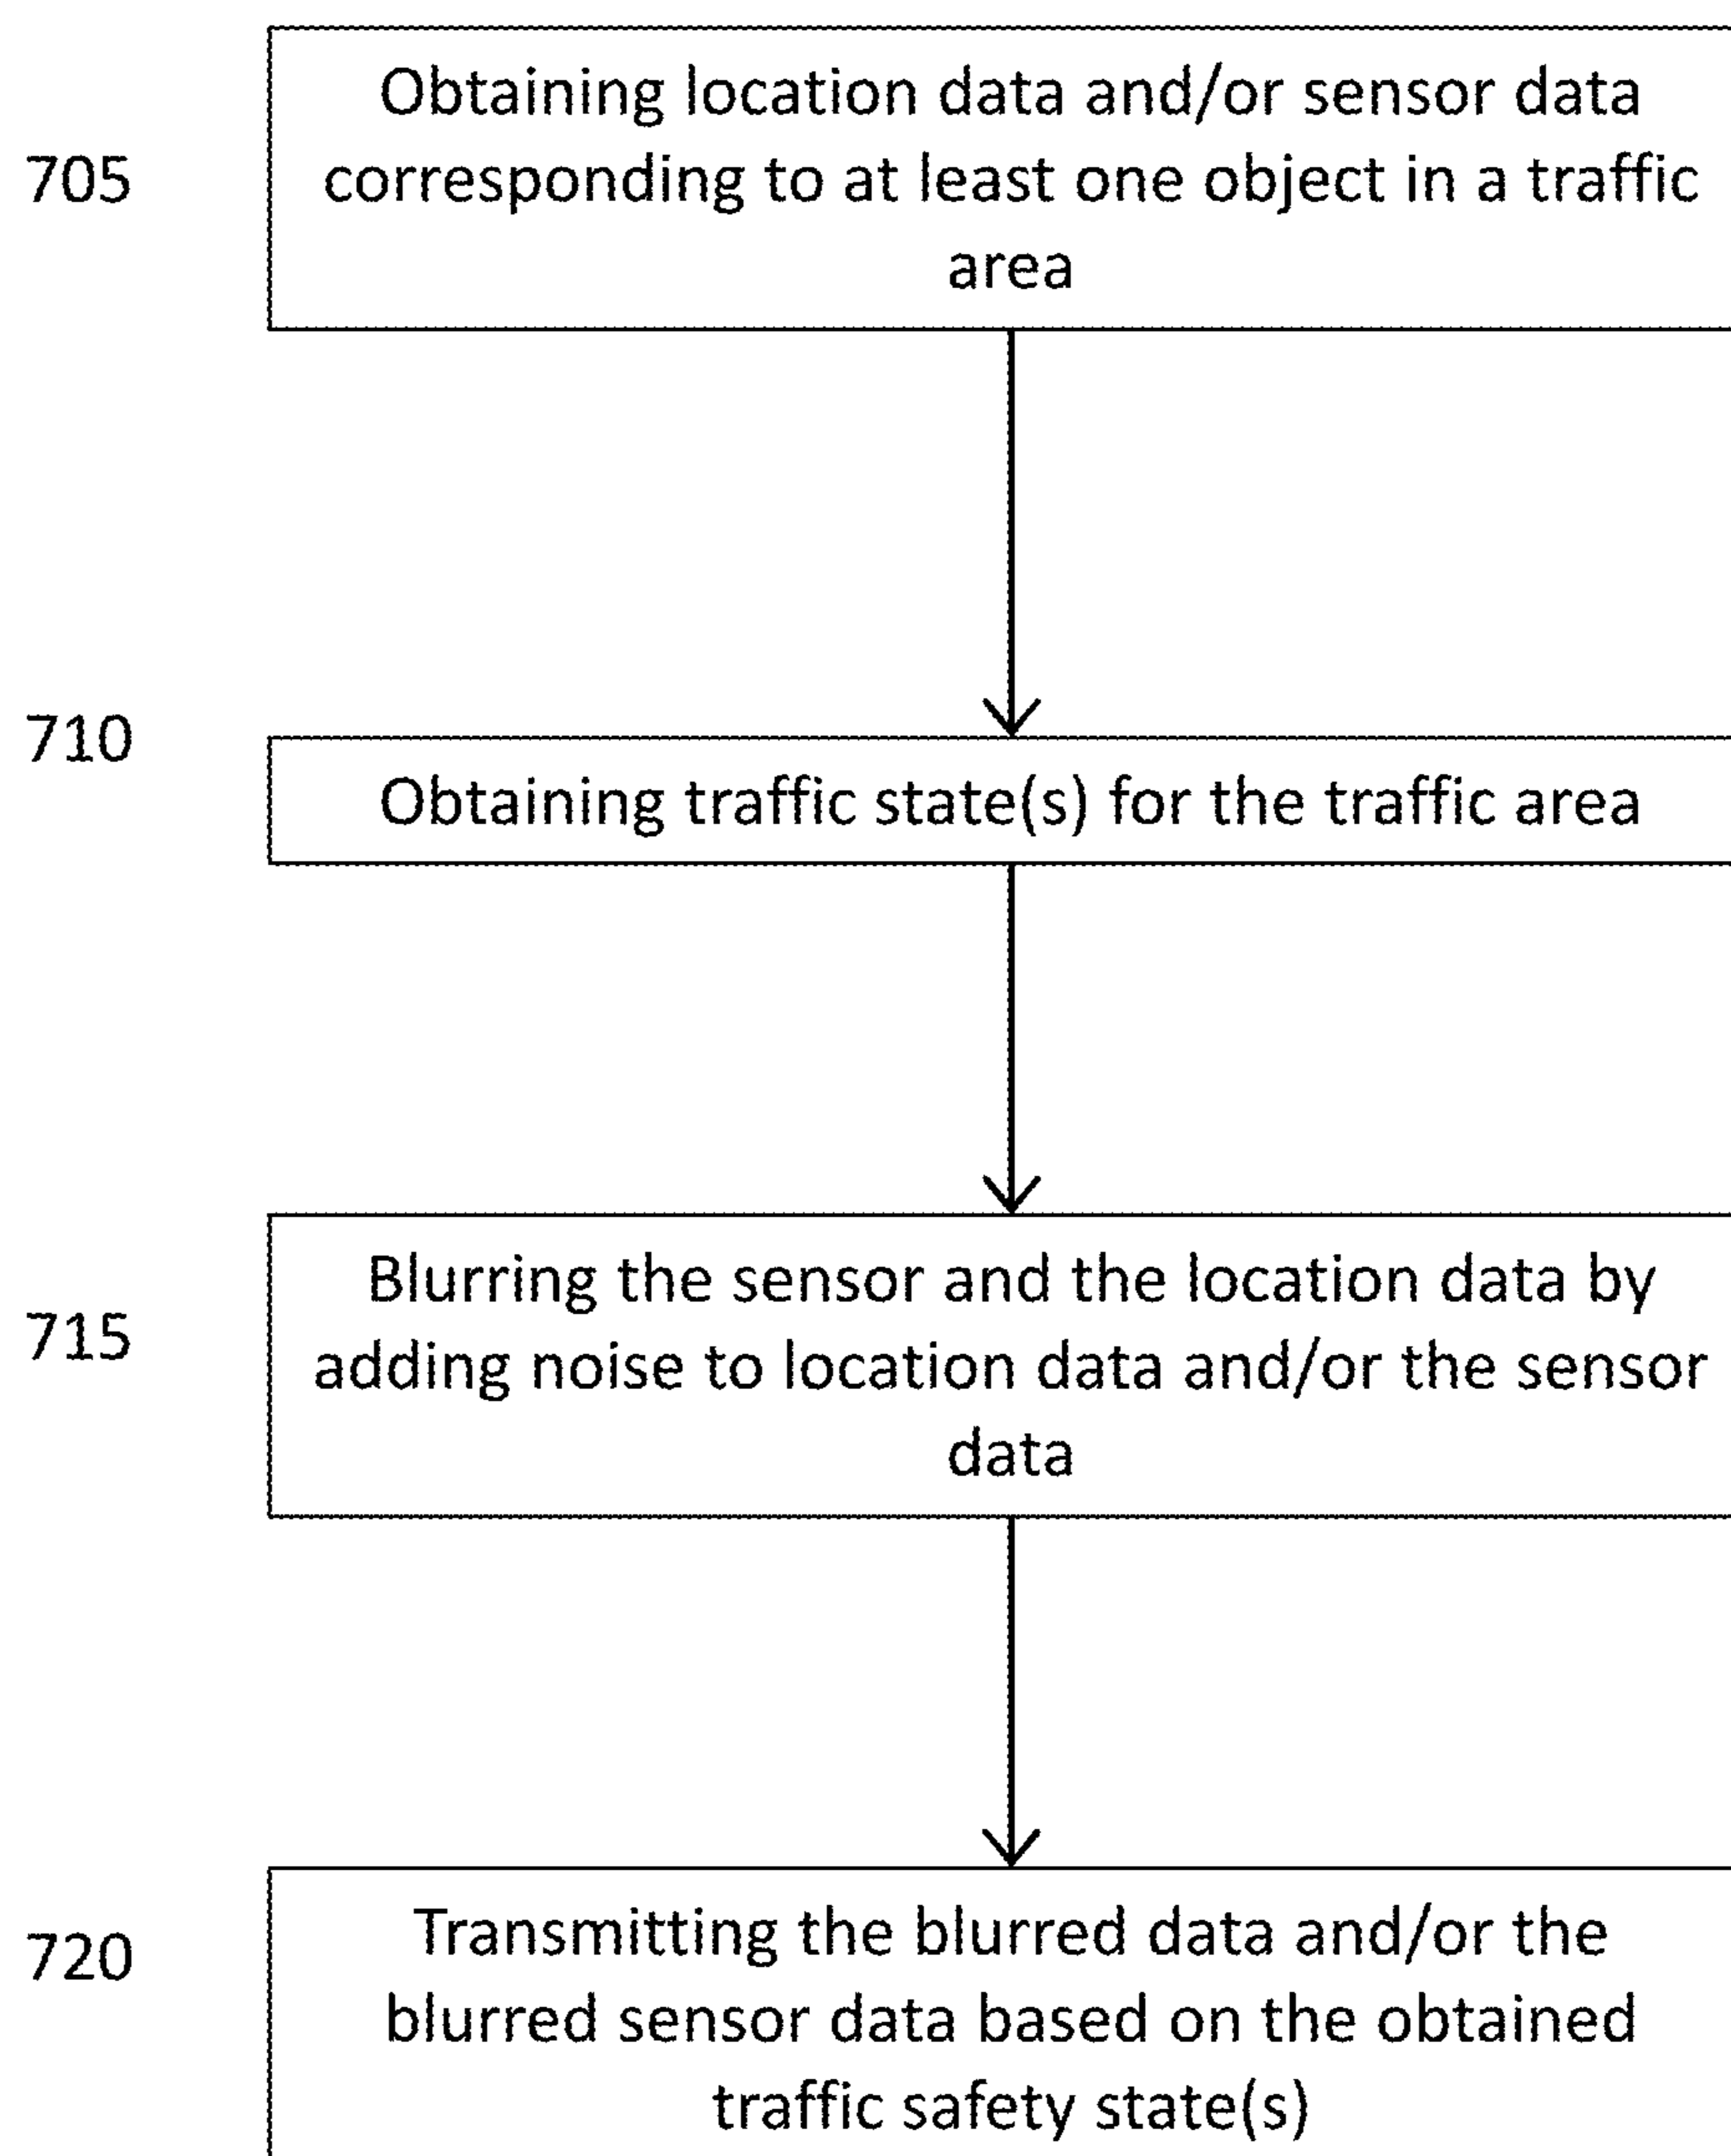 Obtaining location data and/or sensor data
705
corresponding to at least one object in a traffic
area
710
Obtaining traffic state(s) for the traffic area
Blurring the sensor and the location data by
715
adding noise to location data and/or the sensor
data
Transmitting the blurred data and/or the
720
blurred sensor data based on the obtained
traffic safety state(s)